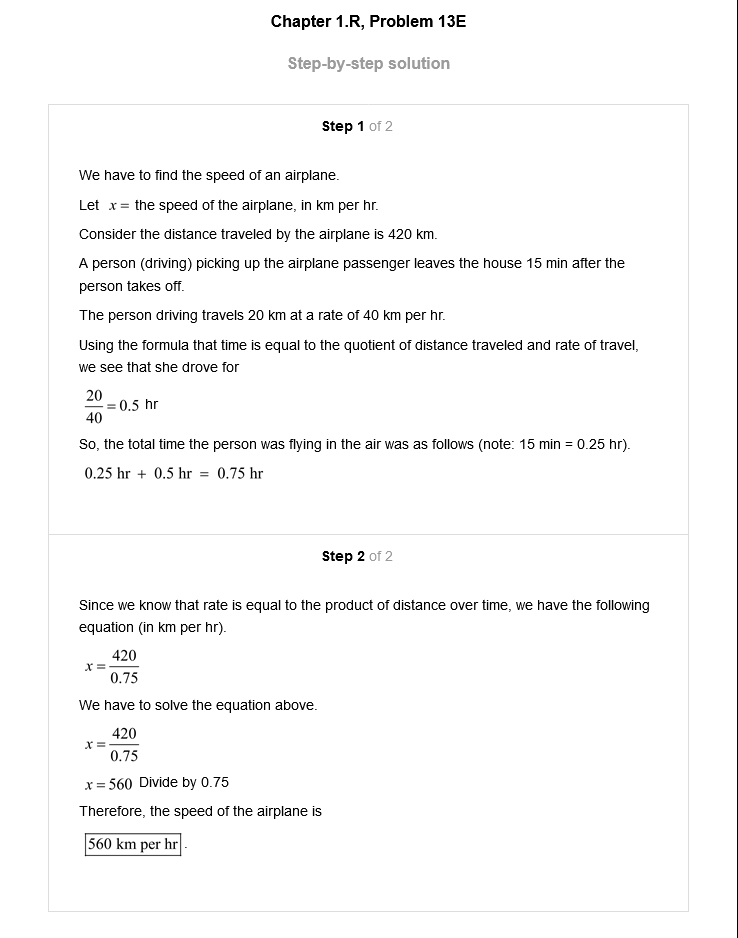 Chapter 1.R, Problem 13E
Step-by-step solution
Step 1 of 2
We have to find the speed of an airplane.
Let x = the speed of the airplane, in km per hr.
Consider the distance traveled by the airplane is 420 km.
A person (driving) picking up the airplane passenger leaves the house 15 min after the
person takes off.
The person driving travels 20 km at a rate of 40 km per hr.
Using the formula that time is equal to the quotient of distance traveled and rate of travel,
we see that she drove for
20/40 = 0.5 hr
So, the total time the person was flying in the air was as follows (note: 15 min = 0.25 hr).
0.25 hr + 0.5 hr = 0.75 hr
Step 2 of 2
Since we know that rate is equal to the product of distance over time, we have the following
equation (in km per hr).
x = 420/0.75
We have to solve the equation above.
x = 420/0.75
x = 560 Divide by 0.75
Therefore, the speed of the airplane is
560 km per hr.